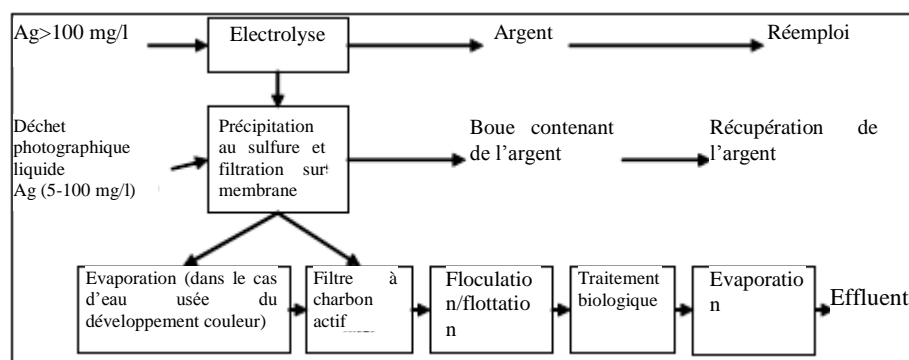 Ag>100 mg/l
Electrolyse
Argent
Réemploi
Déchet
photographique
liquide
Ag (5-100 mg/l)
Précipitation
au sulfure et
filtration sur
membrane
Boue contenant
de l’argent
Récupération de
l’argent
Evaporation (dans le cas
d’eau usée du
développement couleur)
Filtre à
charbon
actif
Floculation
n/flottatio
n
Traitement
biologique
Evaporatio
n
Effluent